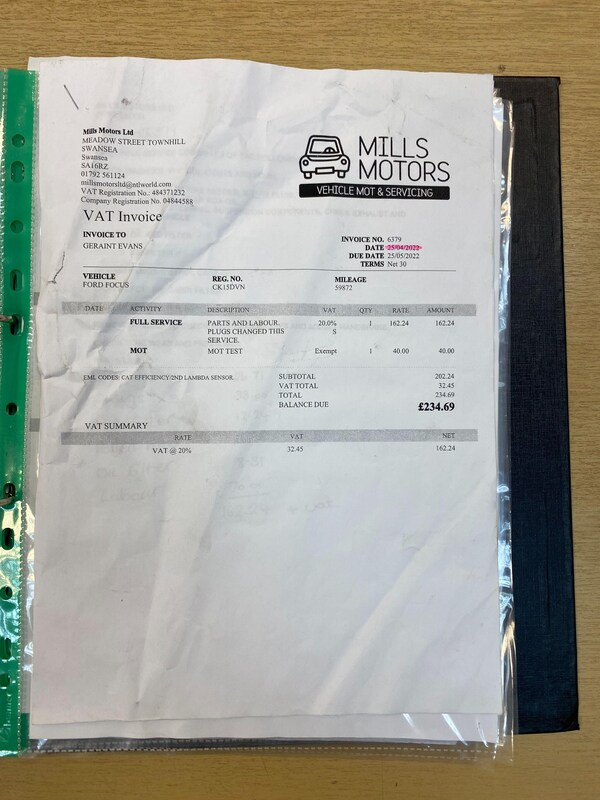 Mills Motors Ltd
MEADOW STREET TOWNHILL
SWANSEA
Swansea
SA16RZ
01792 561124
millsmotorsltd@ntlworld.com
VAT Registration No.: 484371232
Company Registration No. 04844588
MILLS
MOTORS
VEHICLE MOT & SERVICING
VAT Invoice
INVOICE TO
GERAINT EVANS
INVOICE NO. 6379
DATE 25/04/2022
DUE DATE 25/05/2022
TERMS Net 30
VEHICLE REG. NO. MILEAGE
FORD FOCUS CK15DVN 59872
DATE ACTIVITY DESCRIPTION VAT QTY RATE AMOUNT
FULL SERVICE PARTS AND LABOUR. 20.0% 1 162.24 162.24
PLUGS CHANGED THIS S
SERVICE.
MOT MOT TEST Exempt 1 40.00 40.00
EML CODES: CAT EFFICIENCY/2ND LAMBDA SENSOR. SUBTOTAL 202.24
VAT TOTAL 32.45
TOTAL 234.69
BALANCE DUE £234.69
VAT SUMMARY
RATE VAT NET
VAT @ 20% 32.45 162.24